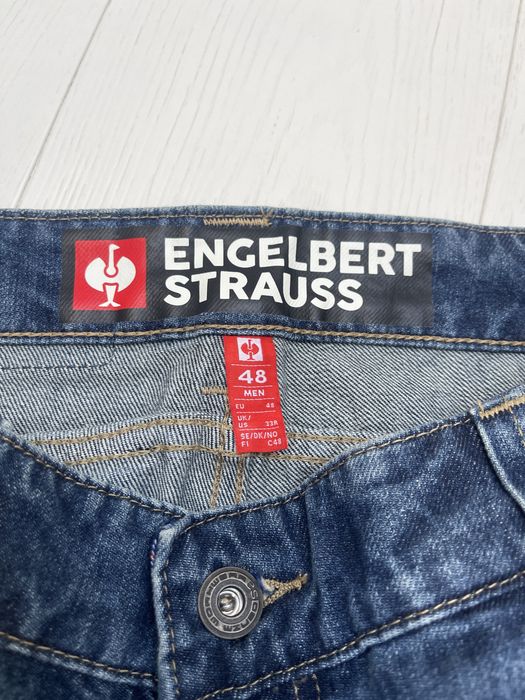 ENGELBERT
STRAUSS
48
MEN
EU 48
UK/
US 33R
SE/DK/NO
FI C48